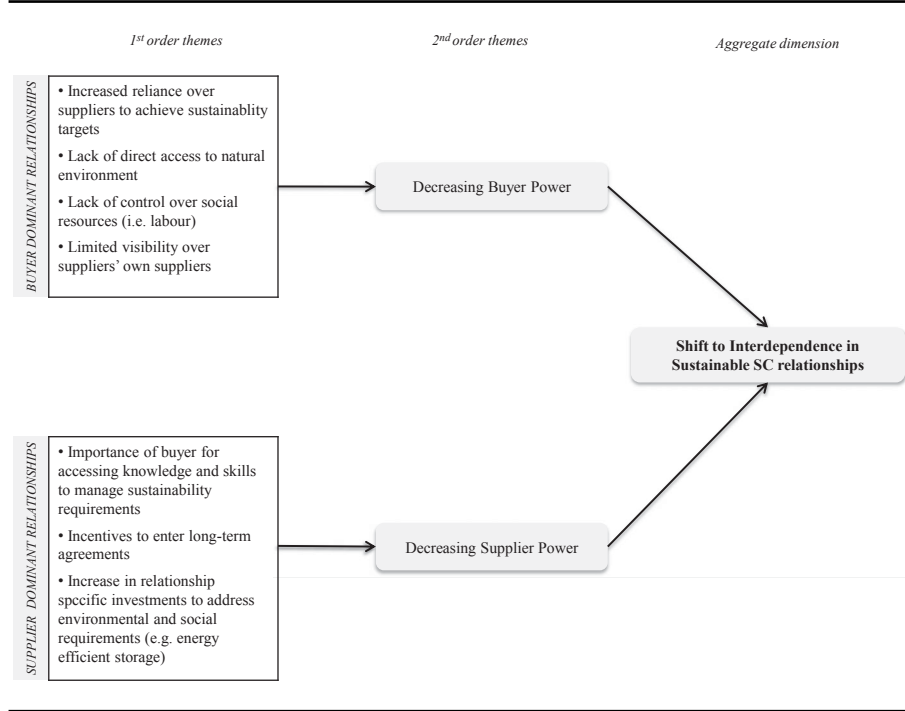 1st order themes
2nd order themes
Aggregate dimension
BUYER DOMINANT RELATIONSHIPS
• Increased reliance over
suppliers to achieve sustainablity
targets
• Lack of direct access to natural
environment
• Lack of control over social
resources (i.e. labour)
• Limited visibility over
suppliers’ own suppliers
Decreasing Buyer Power
Shift to Interdependence in
Sustainable SC relationships
SUPPLIER DOMINANT RELATIONSHIPS
• Importance of buyer for
accessing knowledge and skills
to manage sustainability
requirements
• Incentives to enter long-term
agreements
• Increase in relationship
specific investments to address
environmental and social
requirements (e.g. energy
efficient storage)
Decreasing Supplier Power